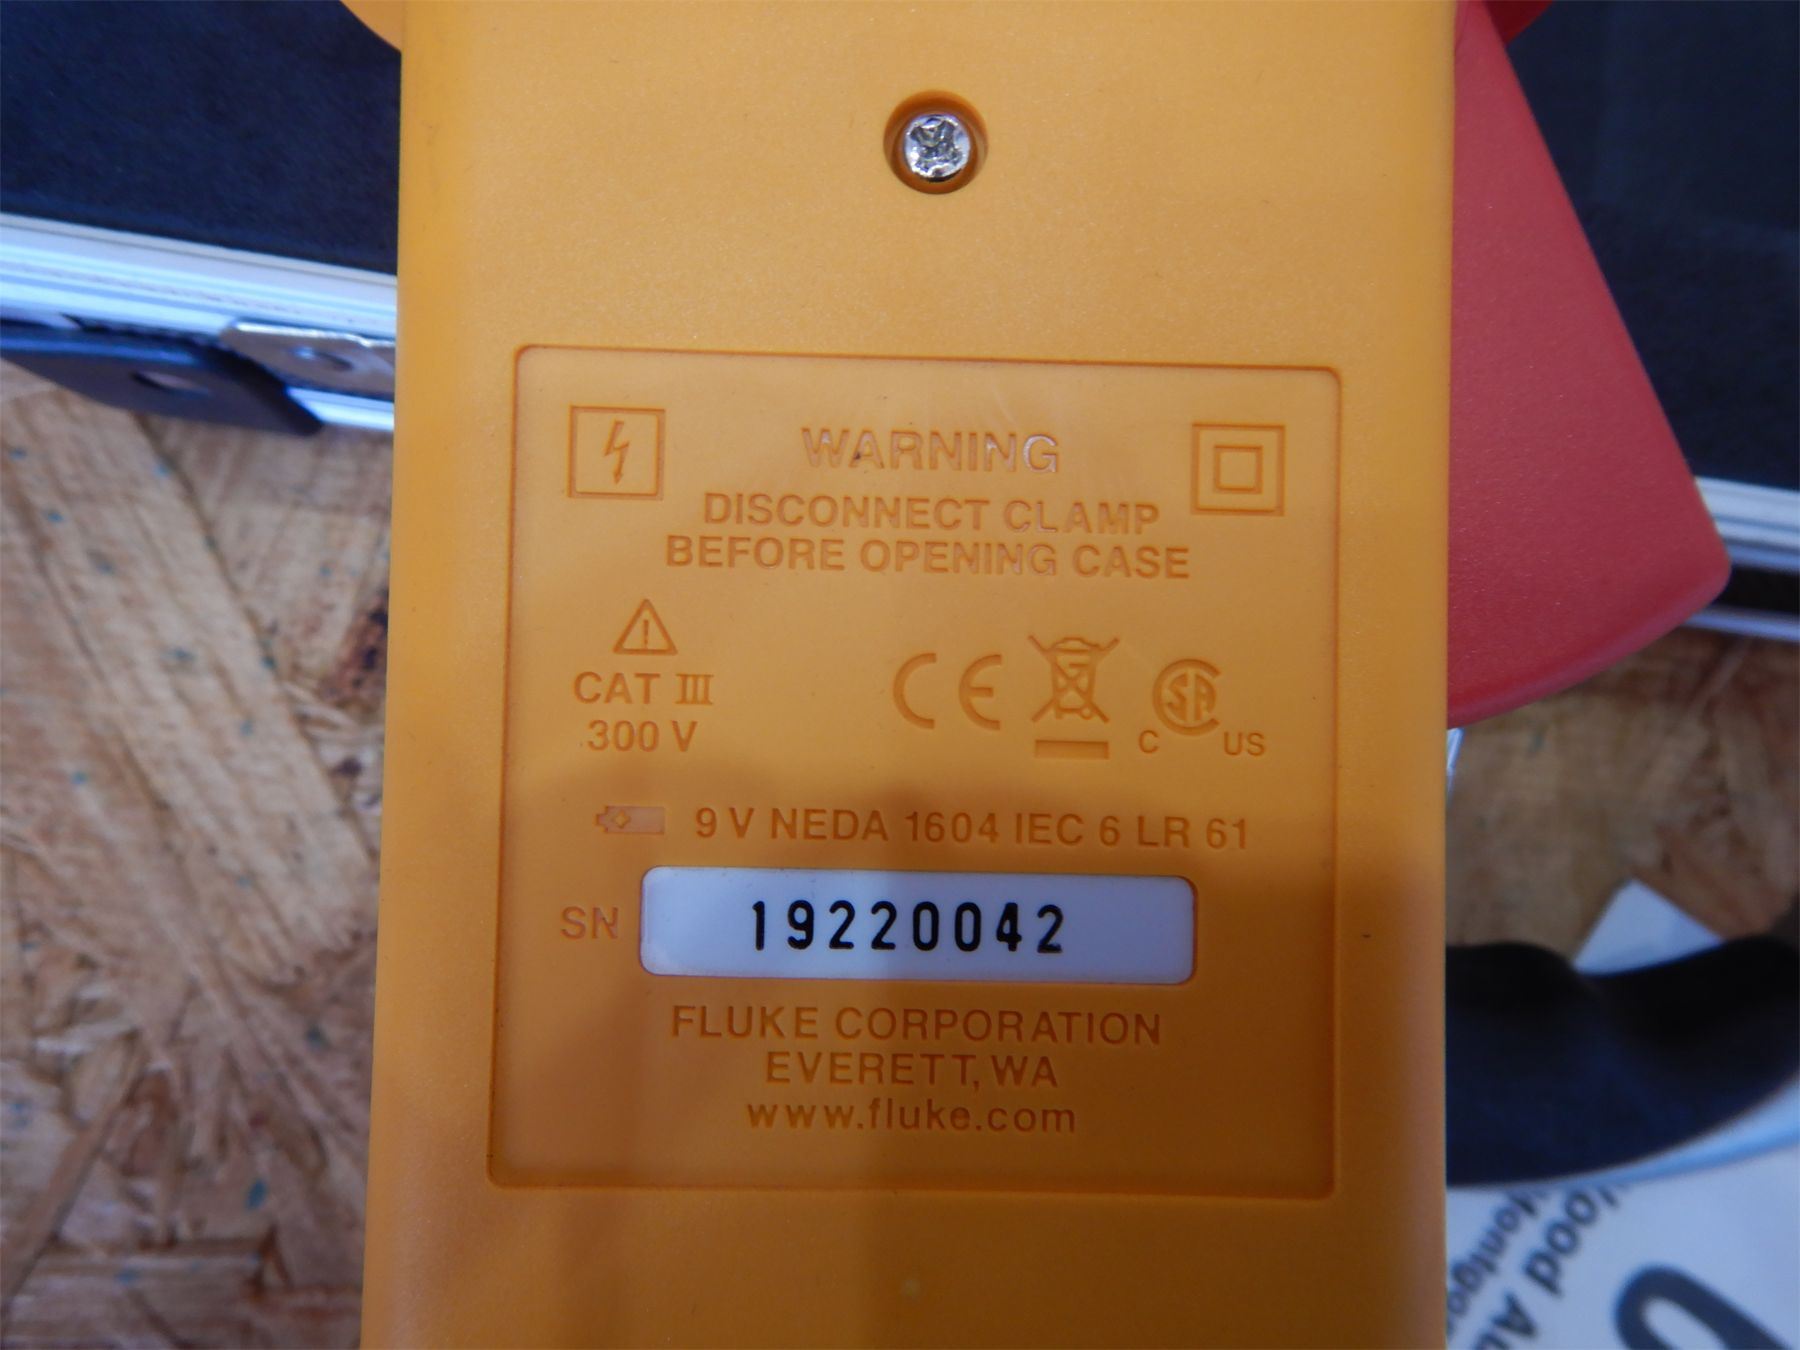 WARNING
DISCONNECT CLAMP
BEFORE OPENING CASE
CAT III
300 V
CE
C SA US
9 V NEDA 1604 IEC 6 LR 61
SN 19220042
FLUKE CORPORATION
EVERETT, WA
www.fluke.com